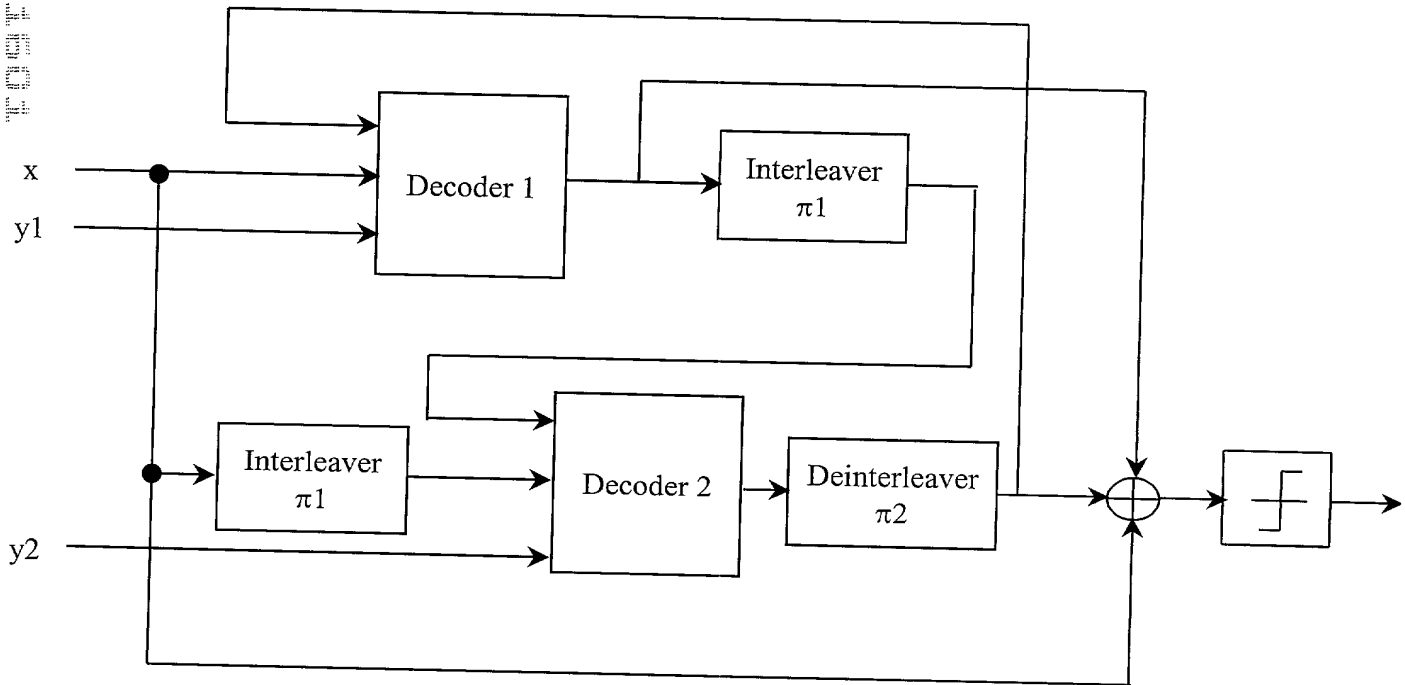 x
y1
Decoder 1
Interleaver
π1
Interleaver
π1
Decoder 2
Deinterleaver
π2
y2